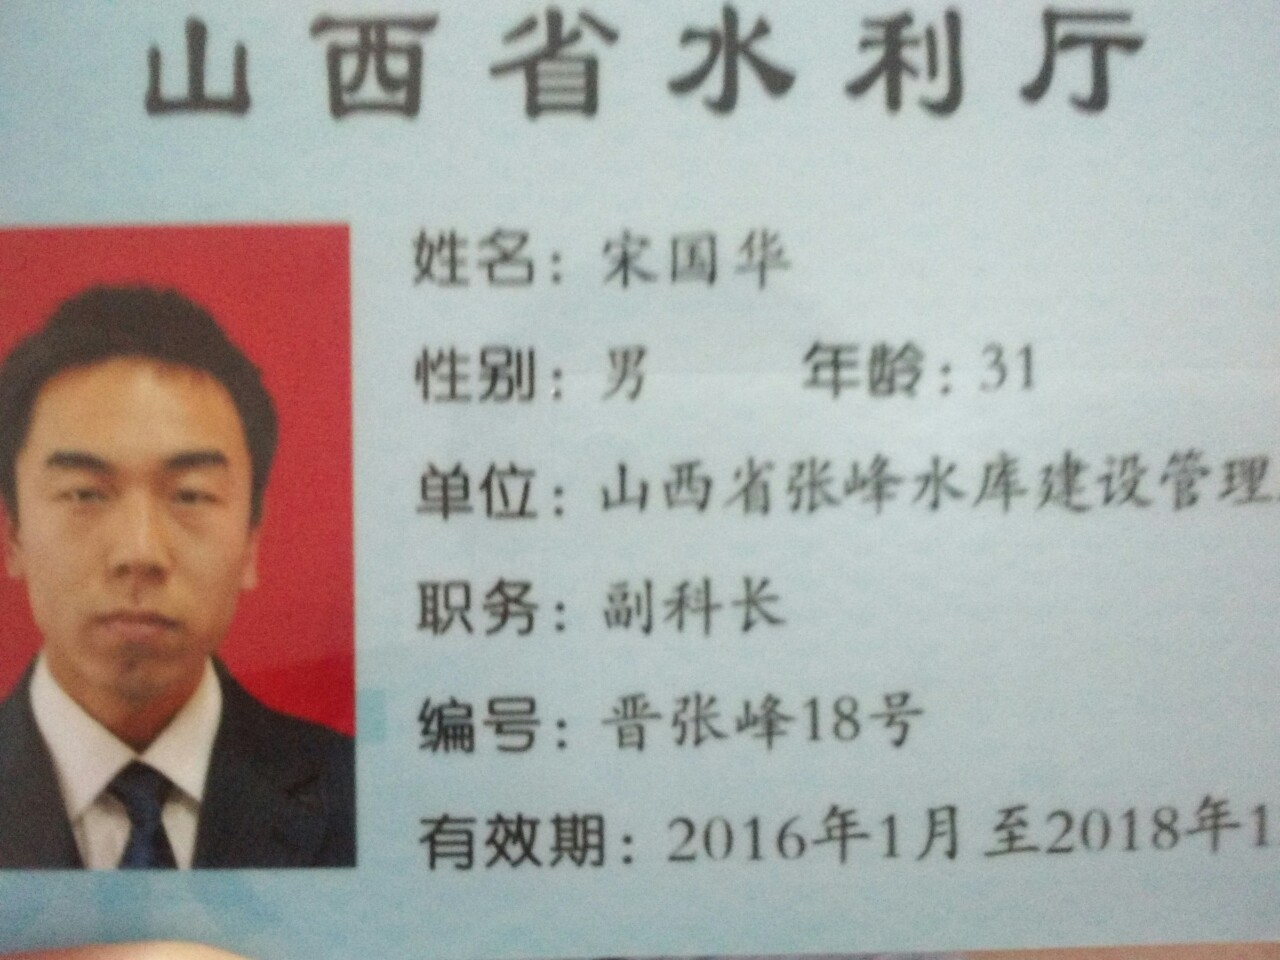 山西省水利厅
姓名：宋国华
性别：男 年龄：31
单位：山西省张峰水库建设管理
职务：副科长
编号：晋张峰18号
有效期：2016年1月至2018年1